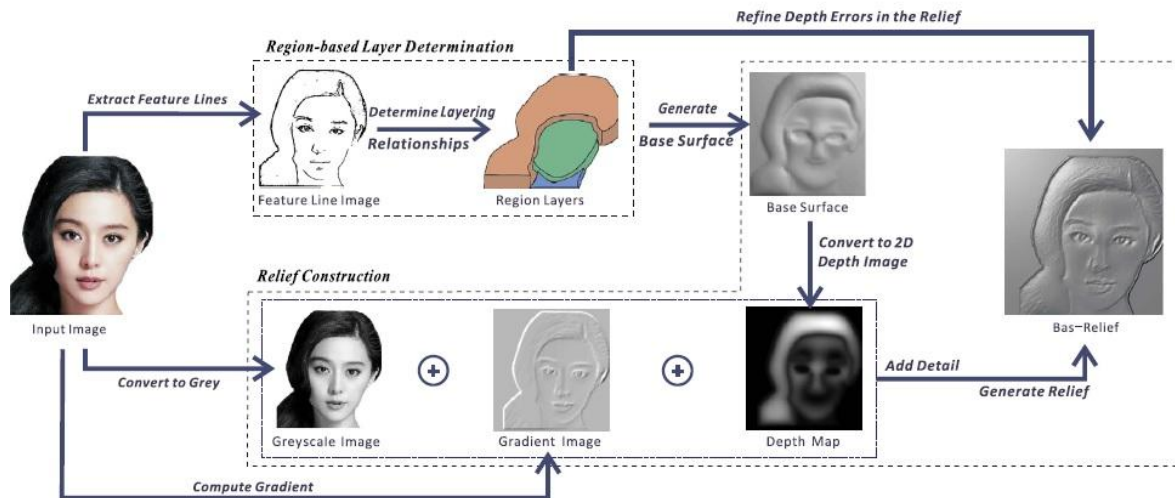 Refine Depth Errors in the Relief
Region-based Layer Determination
Extract Feature Lines
Determine Layering
Relationships
Generate
Base Surface
Feature Line Image
Region Layers
Base Surface
Convert to 2D
Depth Image
Relief Construction
Input Image
Bas-Relief
Convert to Grey
Add Detail
Generate Relief
Greyscale Image
Gradient Image
Depth Map
Compute Gradient